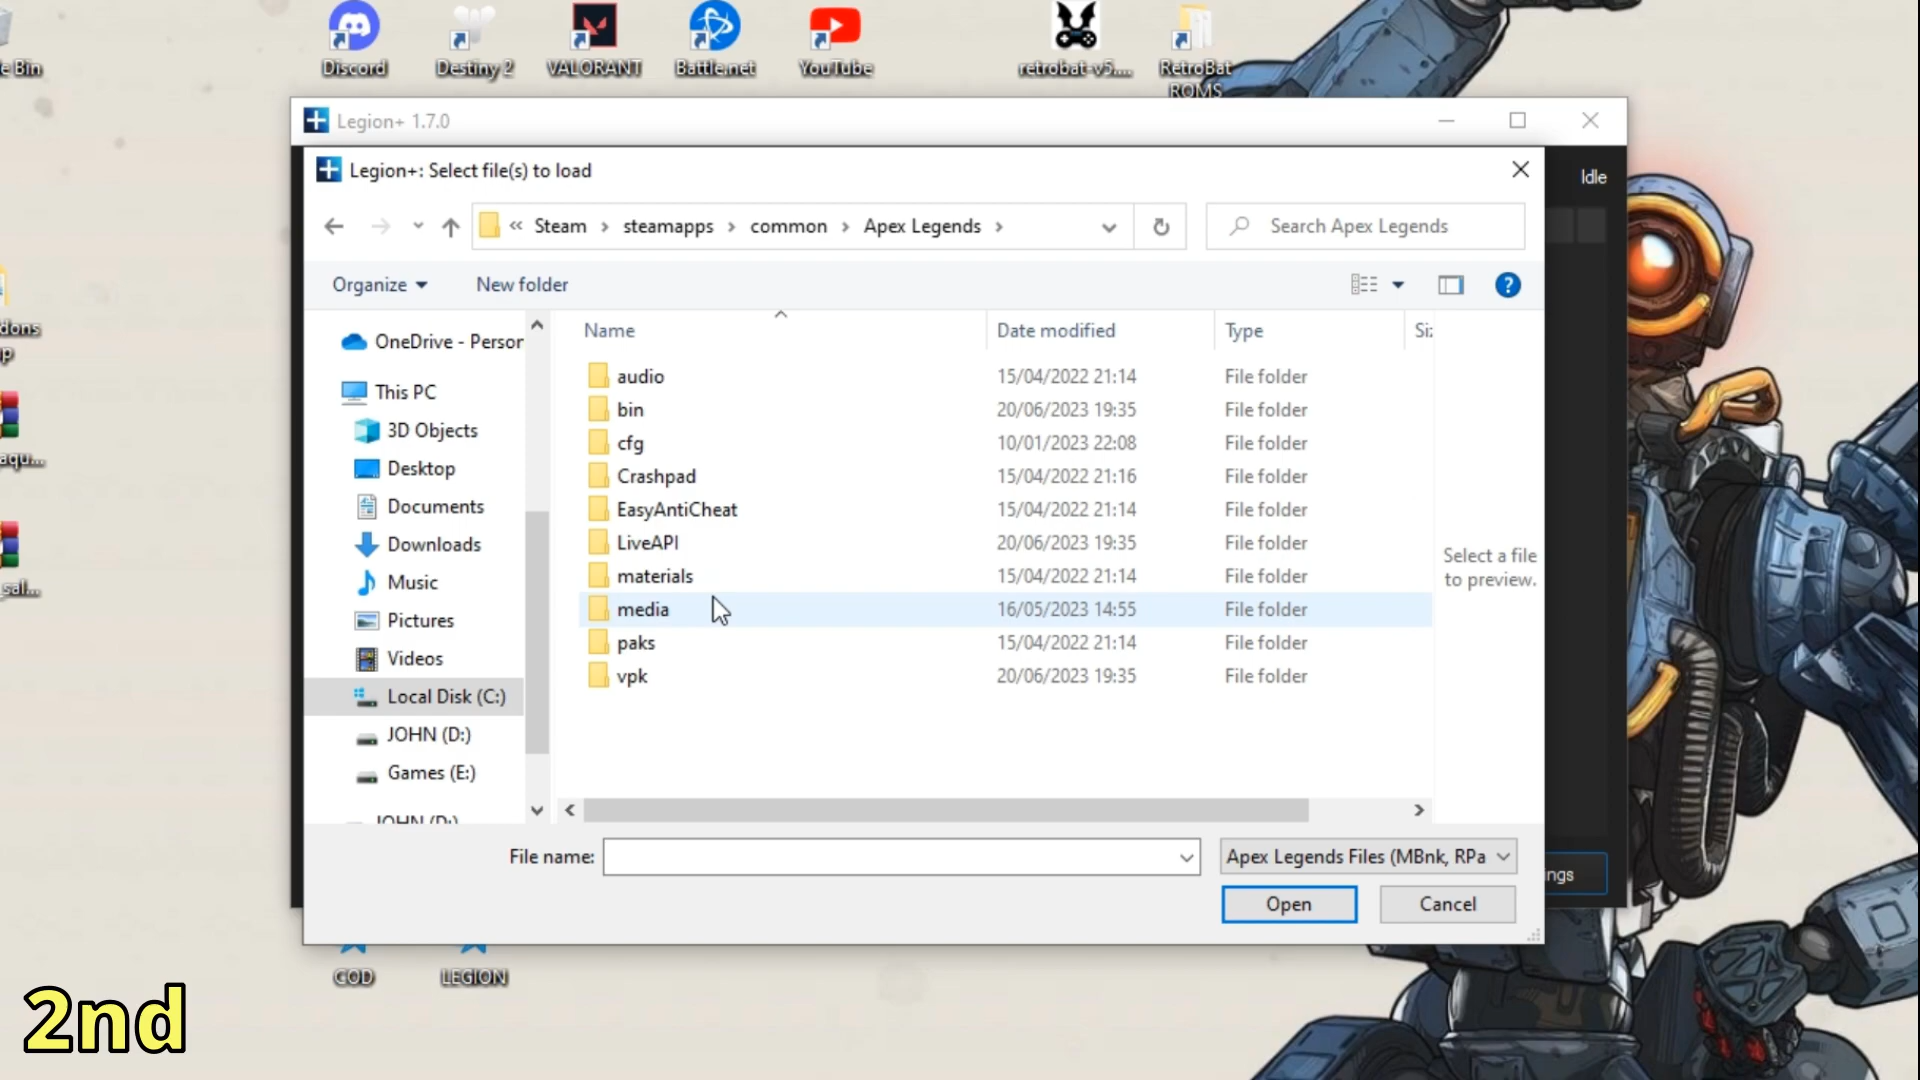 Discord
Destiny 2
VALORANT
Battle.net
YouTube
retrobat-v5....
RetroBat
ROMS
e Bin
Legion+ 1.7.0
Legion+: Select file(s) to load
Idle
« Steam › steamapps › common › Apex Legends ›
Search Apex Legends
Organize
New folder
Name
Date modified
Type
OneDrive - Person
This PC
3D Objects
Desktop
Documents
Downloads
Music
Pictures
Videos
Local Disk (C:)
JOHN (D:)
Games (E:)
JOHN (D:)
audio 15/04/2022 21:14 File folder
bin 20/06/2023 19:35 File folder
cfg 10/01/2023 22:08 File folder
Crashpad 15/04/2022 21:16 File folder
EasyAntiCheat 15/04/2022 21:14 File folder
LiveAPI 20/06/2023 19:35 File folder
materials 15/04/2022 21:14 File folder
media 16/05/2023 14:55 File folder
paks 15/04/2022 21:14 File folder
vpk 20/06/2023 19:35 File folder
Select a file
to preview.
File name:
Apex Legends Files (MBnk, RPa
Open
Cancel
ngs
COD
LEGION
2nd